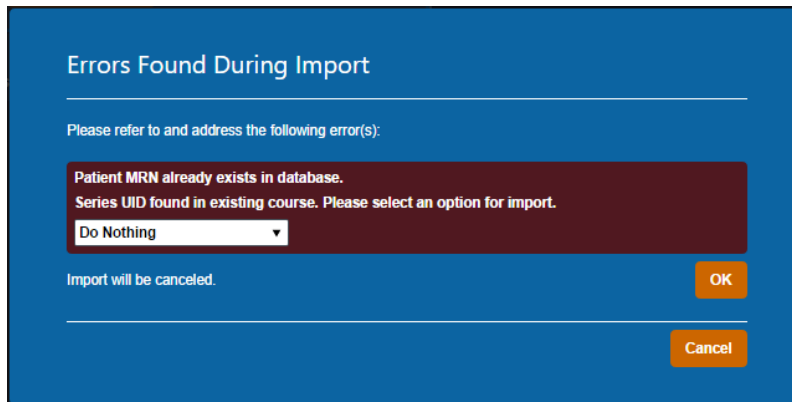 Errors Found During Import
Please refer to and address the following error(s):
Patient MRN already exists in database.
Series UID found in existing course. Please select an option for import.
Do Nothing
Import will be canceled.
OK
Cancel